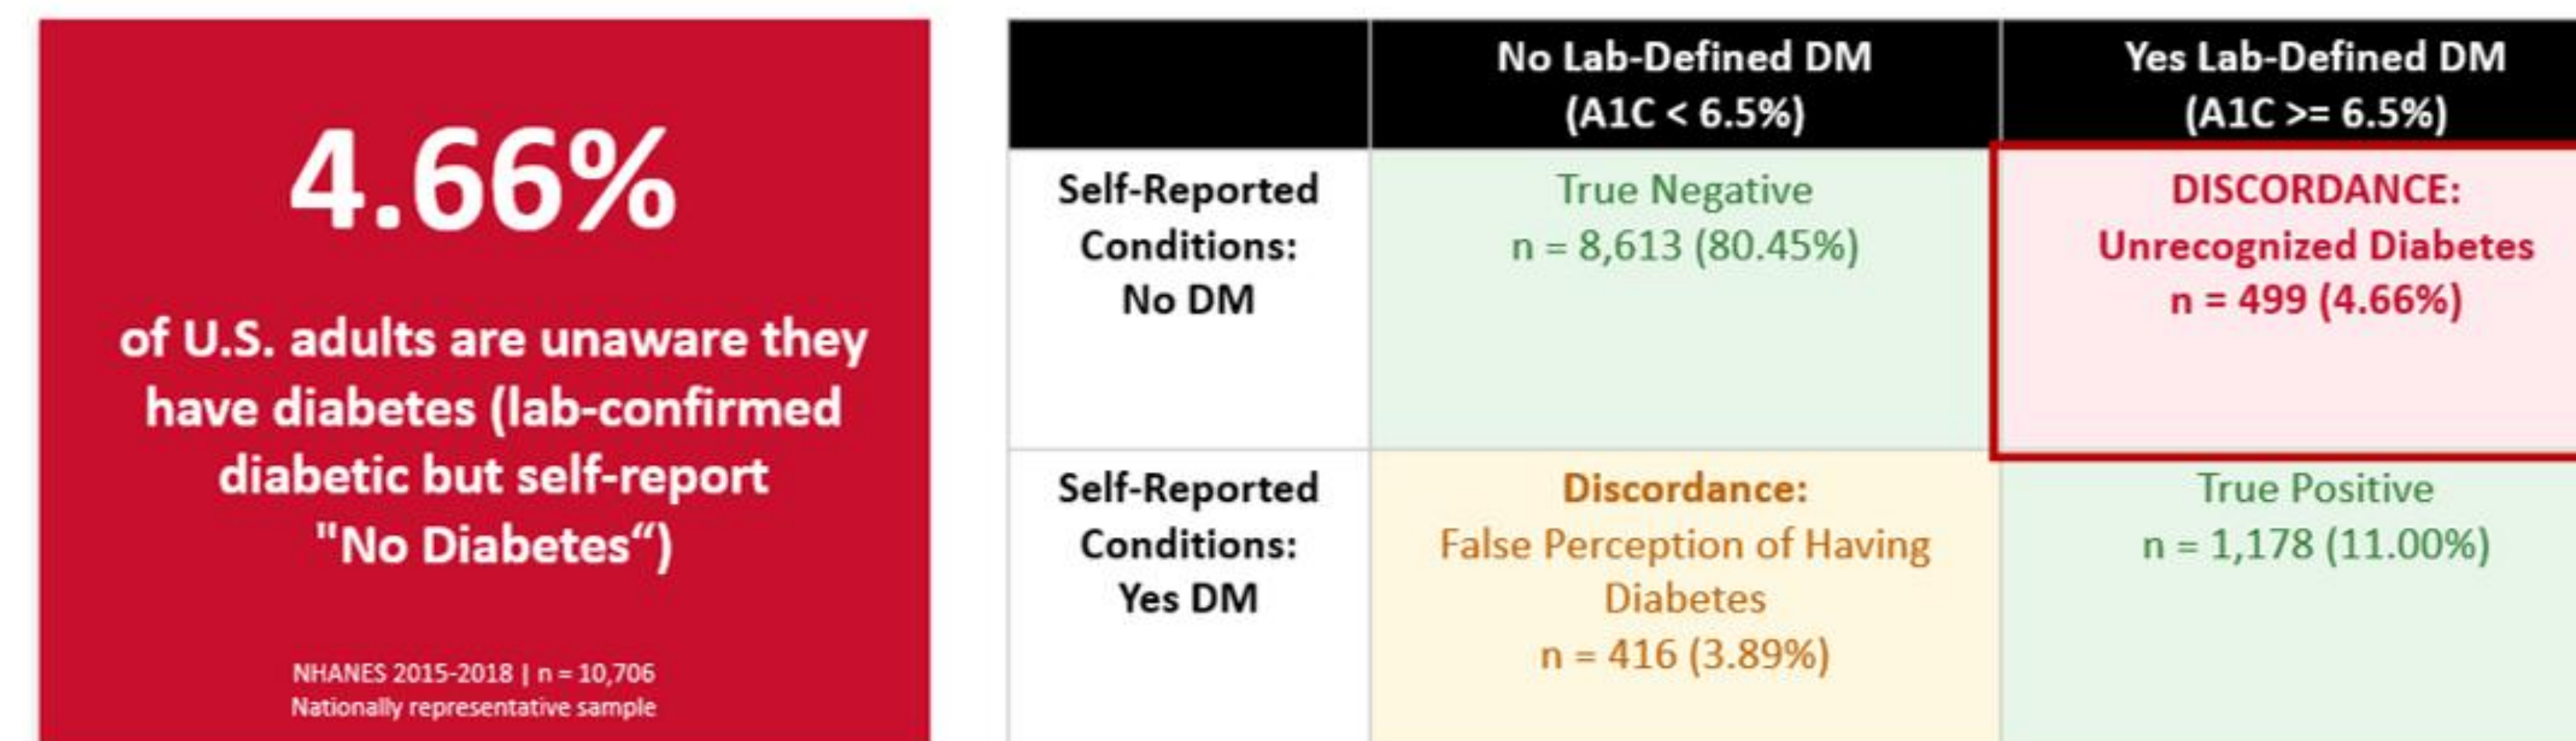 4.66%
of U.S. adults are unaware they
have diabetes (lab-confirmed
diabetic but self-report
"No Diabetes“)
NHANES 2015-2018 | n = 10,706
Nationally representative sample
No Lab-Defined DM
(A1C < 6.5%)
Yes Lab-Defined DM
(A1C >= 6.5%)
Self-Reported
Conditions:
No DM
True Negative
n = 8,613 (80.45%)
DISCORDANCE:
Unrecognized Diabetes
n = 499 (4.66%)
Self-Reported
Conditions:
Yes DM
Discordance:
False Perception of Having
Diabetes
n = 416 (3.89%)
True Positive
n = 1,178 (11.00%)